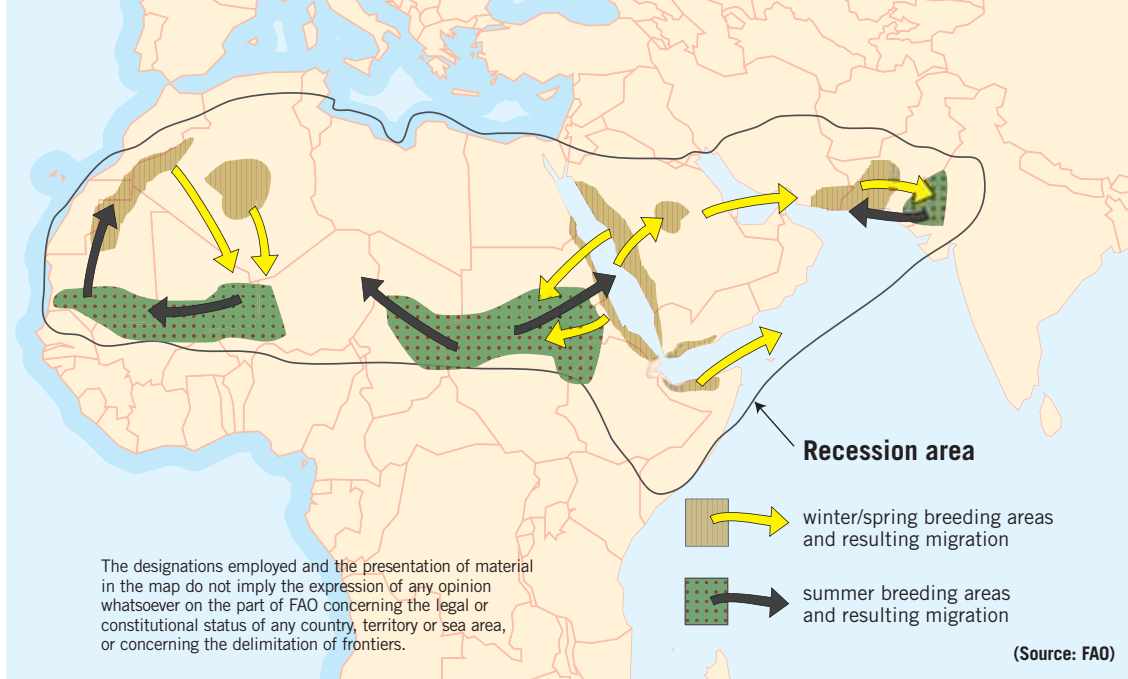 Recession area
winter/spring breeding areas
and resulting migration
summer breeding areas
and resulting migration
The designations employed and the presentation of material
in the map do not imply the expression of any opinion
whatsoever on the part of FAO concerning the legal or
constitutional status of any country, territory or sea area,
or concerning the delimitation of frontiers.
(Source: FAO)